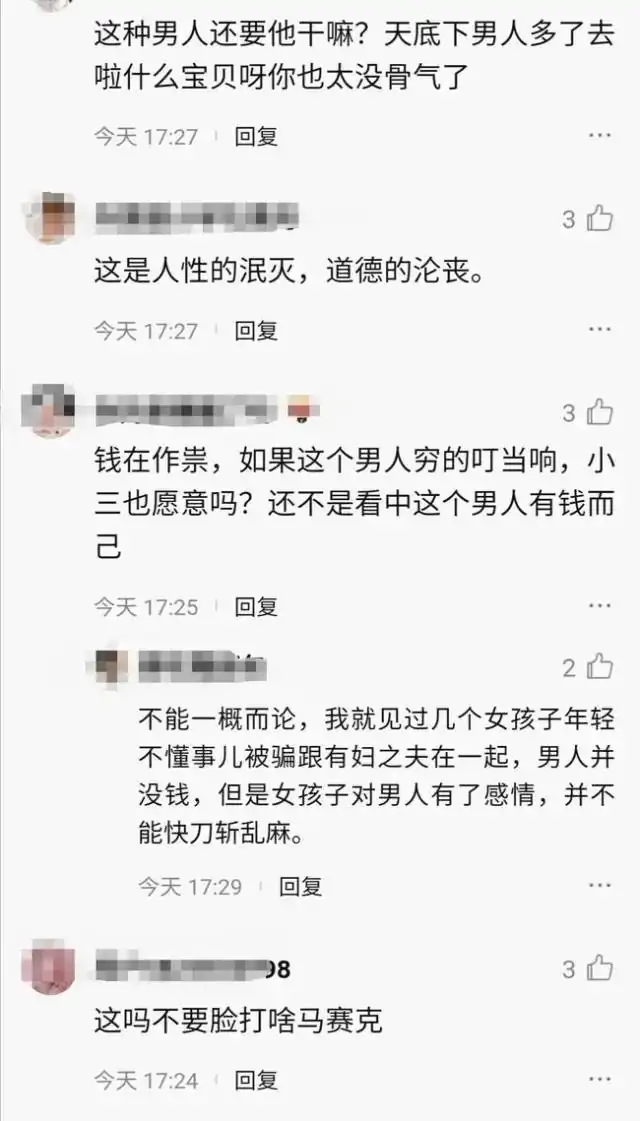 这种男人还要他干嘛？天底下男人多了去
啦什么宝贝呀你也太没骨气了
今天 17:27 回复
3
这是人性的泯灭，道德的沦丧。
今天 17:27 回复
3
钱在作祟，如果这个男人穷的叮当响，小
三也愿意吗？还不是看中这个男人有钱而
己
今天 17:25 回复
2
不能一概而论，我就见过几个女孩子年轻
不懂事儿被骗跟有妇之夫在一起，男人并
没钱，但是女孩子对男人有了感情，并不
能快刀斩乱麻。
今天 17:29 回复
98 3
这吗不要脸打啥马赛克
今天 17:24 回复